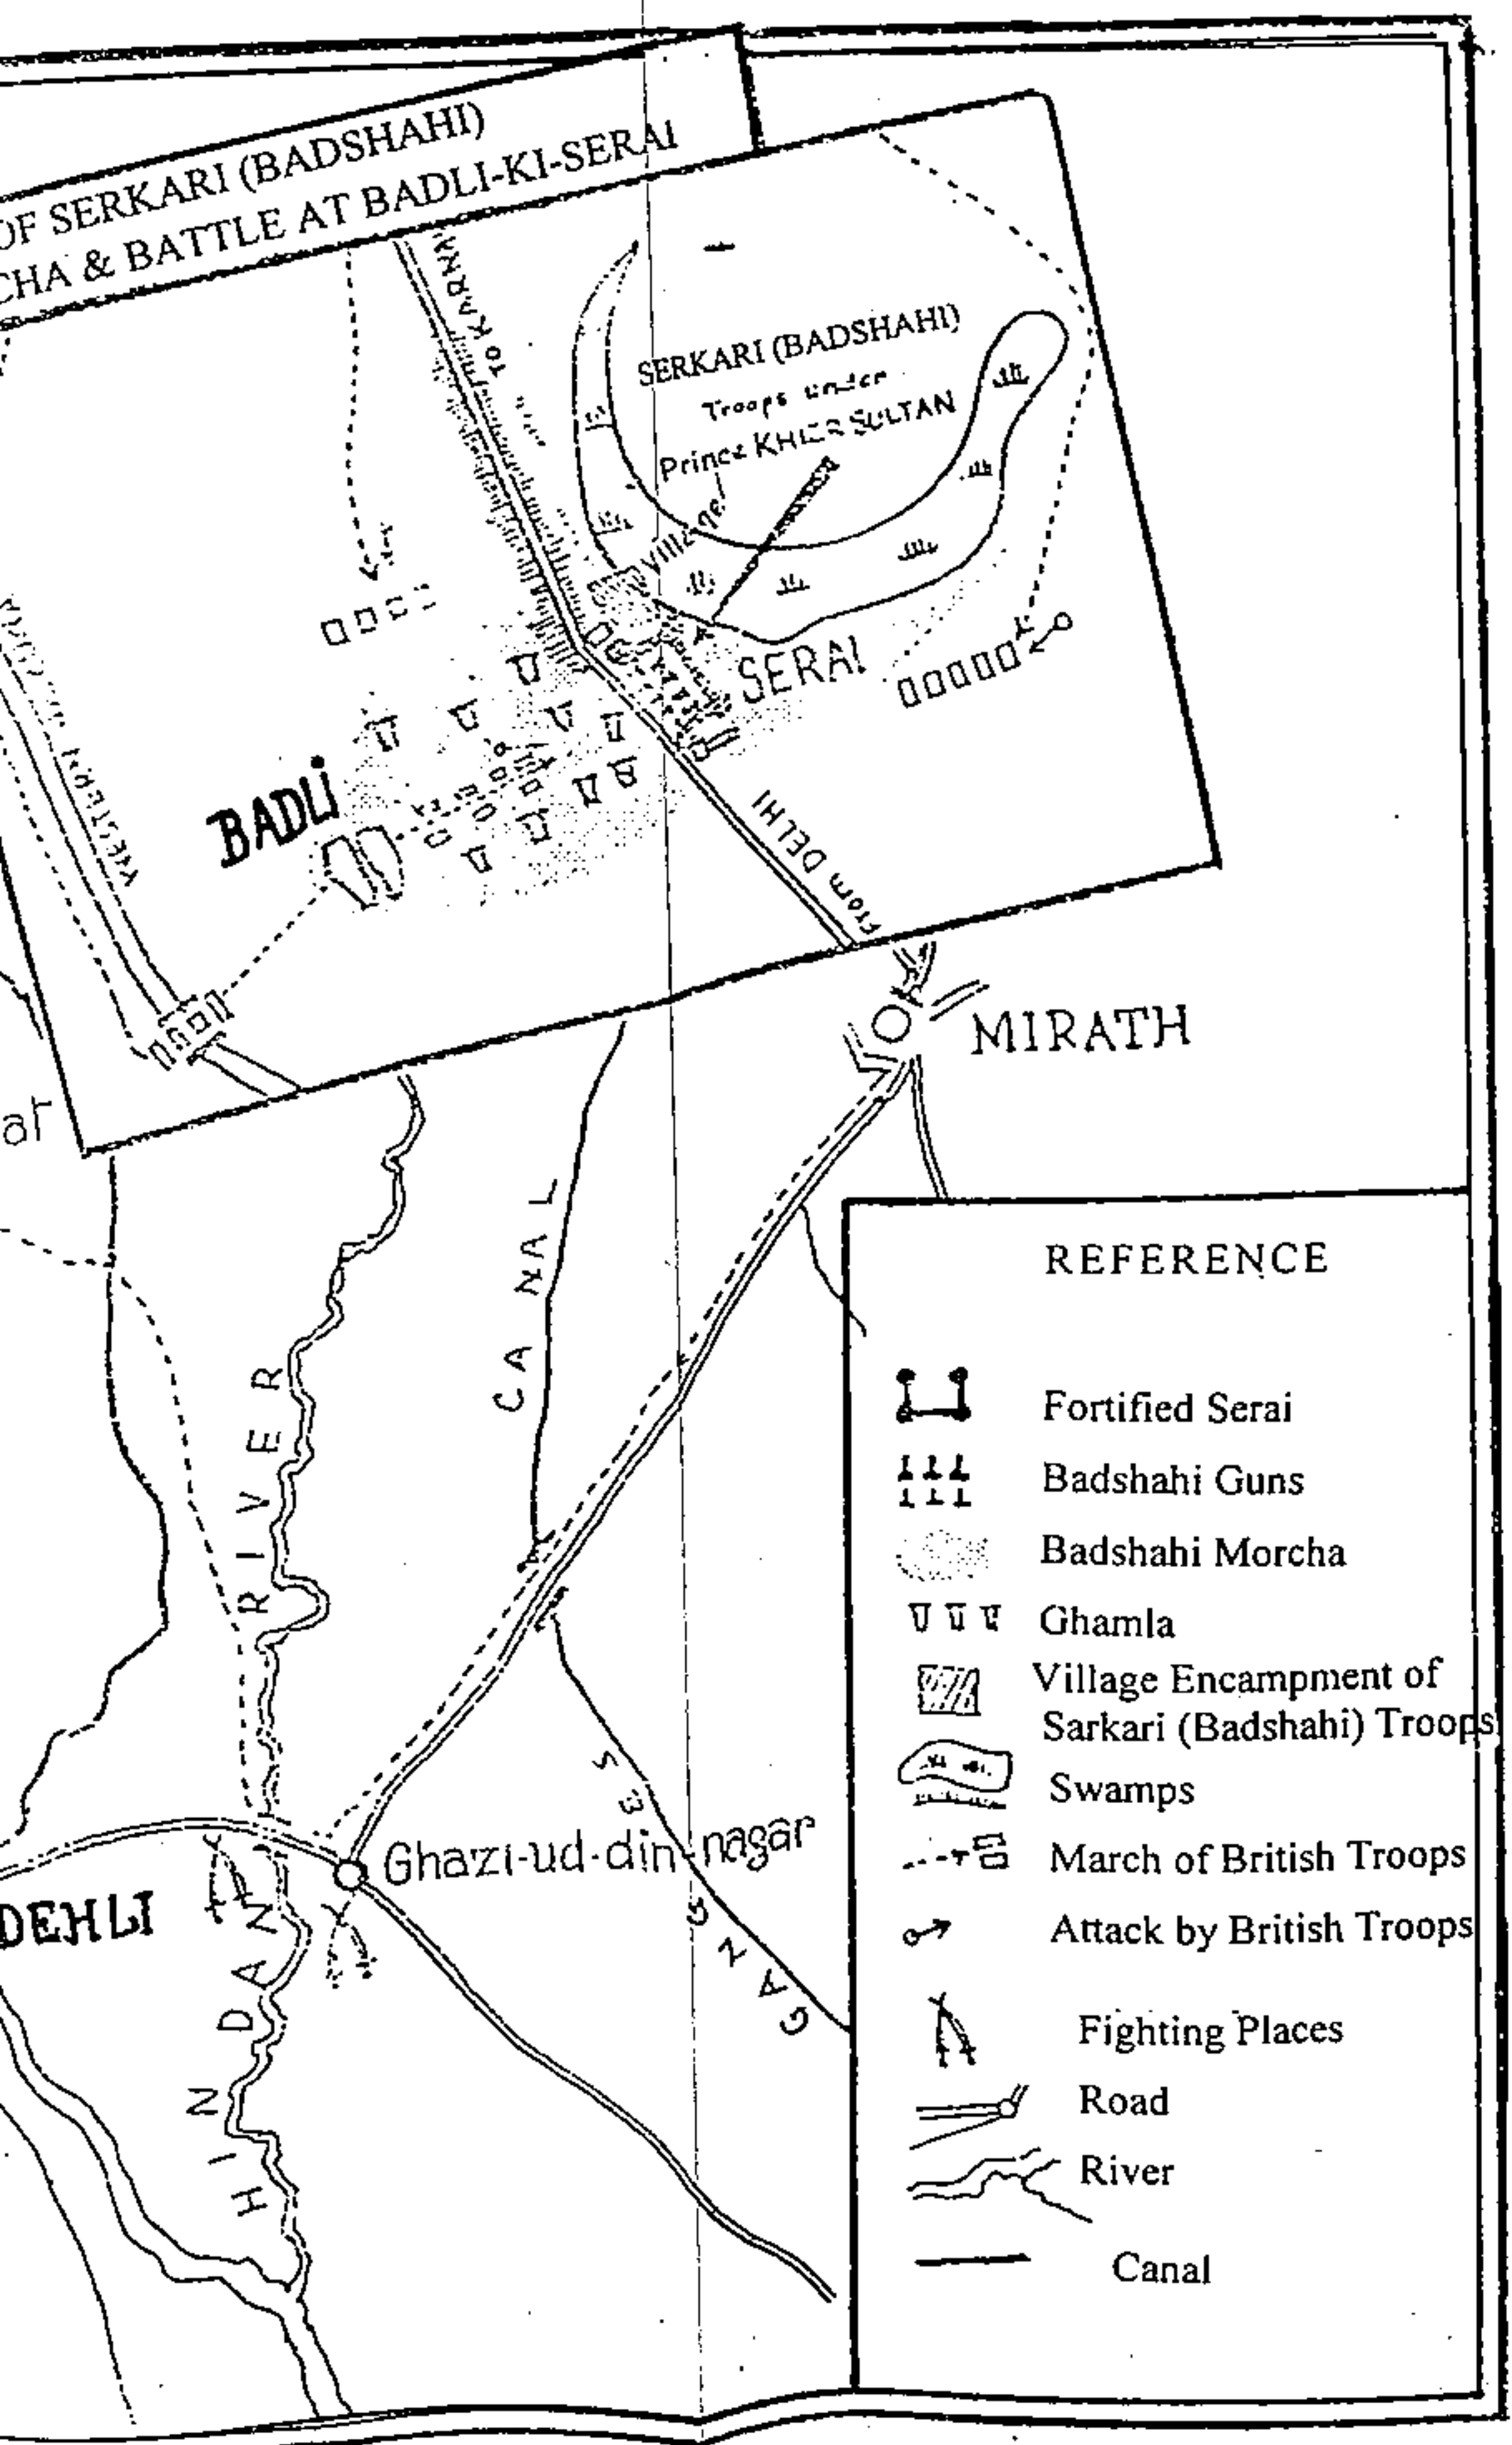 OF SERKARI (BADSHAHI)
CHA & BATTLE AT BADLI-KI-SERAI
TO KARNAL
SERKARI (BADSHAHI)
Troops under
Prince KHIZR SULTAN
Village
SERAI
BADLI
From DELHI
WESTERN
MIRATH
at
CANAL
RIVER
HINDAN
GANGES
Ghazi-ud-din-nagar
DEHLI
REFERENCE
Fortified Serai
Badshahi Guns
Badshahi Morcha
Ghamla
Village Encampment of
Sarkari (Badshahi) Troops
Swamps
March of British Troops
Attack by British Troops
Fighting Places
Road
River
Canal